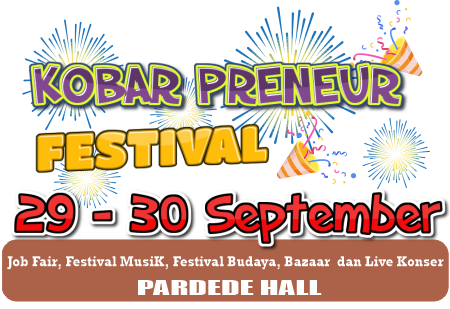 KOBAR PRENEUR
FESTIVAL
29 - 30 September
Job Fair, Festival MusiK, Festival Budaya, Bazaar dan Live Konser
PARDEDE HALL